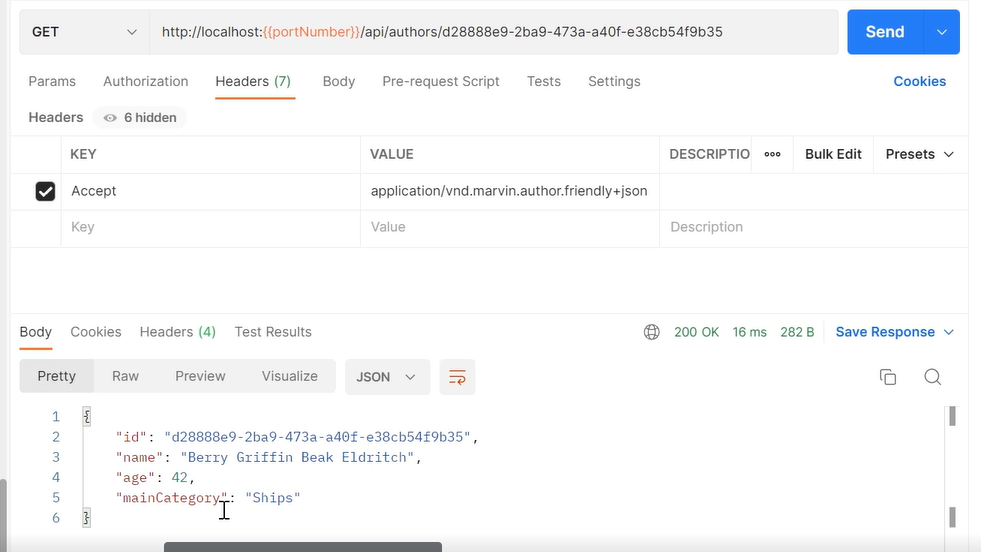 GET http://localhost:{{portNumber}}/api/authors/d28888e9-2ba9-473a-a40f-e38cb54f9b35 Send
Params Authorization Headers (7) Body Pre-request Script Tests Settings Cookies
Headers 6 hidden
KEY VALUE DESCRIPTIO ooo Bulk Edit Presets
Accept application/vnd.marvin.author.friendly+json
Key Value Description
Body Cookies Headers (4) Test Results 200 OK 16 ms 282 B Save Response
Pretty Raw Preview Visualize JSON
1 {
2 "id": "d28888e9-2ba9-473a-a40f-e38cb54f9b35",
3 "name": "Berry Griffin Beak Eldritch",
4 "age": 42,
5 "mainCategory": "Ships"
6 }